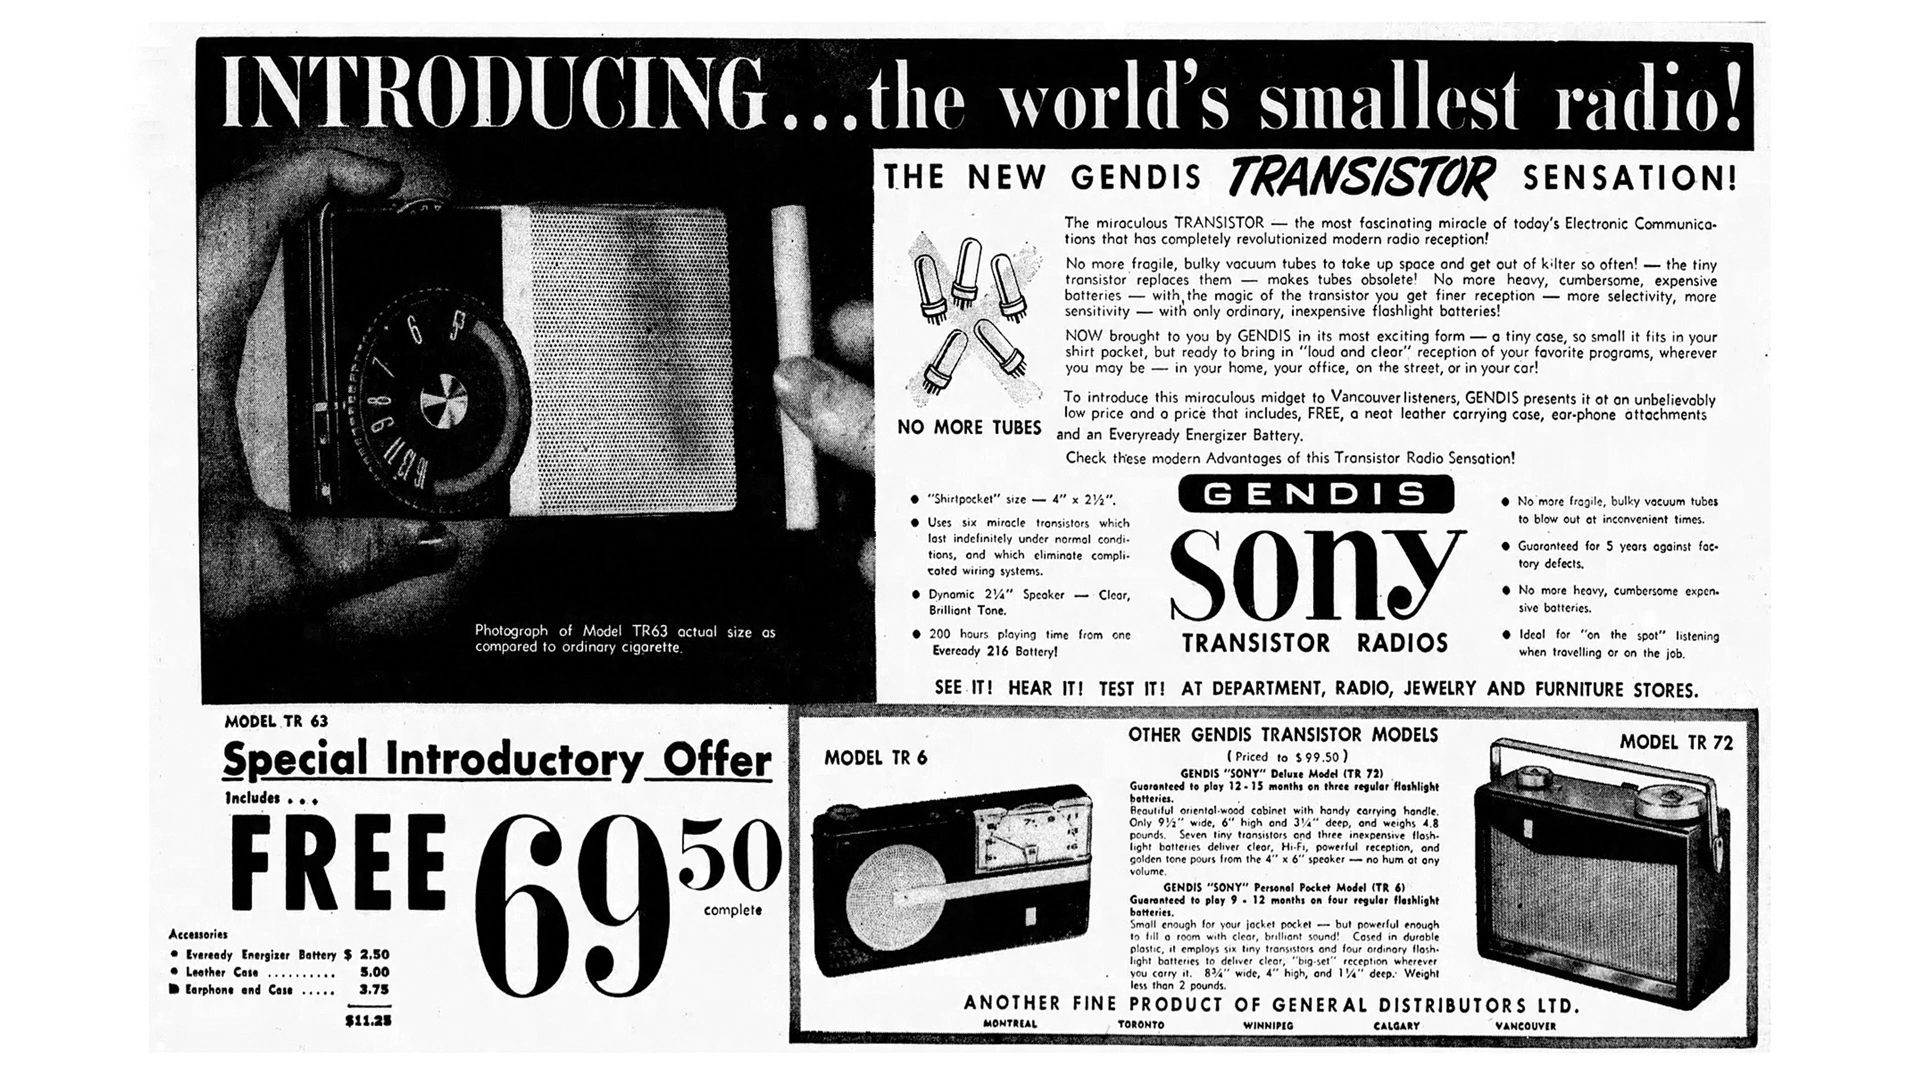 INTRODUCING...the world's smallest radio!
THE NEW GENDIS TRANSISTOR SENSATION!
The miraculous TRANSISTOR — the most fascinating miracle of today's Electronic Communica-
tions that has completely revolutionized modern radio reception!
No more fragile, bulky vacuum tubes to take up space and get out of kilter so often! — the tiny
transistor replaces them — makes tubes obsolete! No more heavy, cumbersome, expensive
batteries — with the magic of the transistor you get finer reception — more selectivity, more
sensitivity — with only ordinary, inexpensive flashlight batteries!
NOW brought to you by GENDIS in its most exciting form — a tiny case, so small it fits in your
shirt pocket, but ready to bring in "loud and clear" reception of your favorite programs, wherever
you may be — in your home, your office, on the street, or in your car!
To introduce this miraculous midget to Vancouver listeners, GENDIS presents it at an unbelievably
low price and a price that includes, FREE, a neat leather carrying case, ear-phone attachments
and an Everyready Energizer Battery.
Check these modern Advantages of this Transistor Radio Sensation!
NO MORE TUBES
6 55
7
8
9
11
13
16
Photograph of Model TR63 actual size as
compared to ordinary cigarette.
● "Shirtpocket" size — 4" x 2½".
● Uses six miracle transistors which
last indefinitely under normal condi-
tions, and which eliminate compli-
cated wiring systems.
● Dynamic 2¼" Speaker — Clear,
Brilliant Tone.
● 200 hours playing time from one
Eveready 216 Battery!
GENDIS
sony
TRANSISTOR RADIOS
● No more fragile, bulky vacuum tubes
to blow out at inconvenient times.
● Guaranteed for 5 years against fac-
tory defects.
● No more heavy, cumbersome expen-
sive batteries.
● Ideal for "on the spot" listening
when travelling or on the job.
SEE IT! HEAR IT! TEST IT! AT DEPARTMENT, RADIO, JEWELRY AND FURNITURE STORES.
MODEL TR 63
Special Introductory Offer
Includes . . .
FREE
69 50
complete
Accessories
● Eveready Energizer Battery $ 2.50
● Leather Case .......... 5.00
● Earphone and Case ..... 3.75
$11.25
MODEL TR 6
OTHER GENDIS TRANSISTOR MODELS
(Priced to $99.50)
GENDIS "SONY" Deluxe Model (TR 72)
Guaranteed to play 12 - 15 months on three regular flashlight
batteries.
Beautiful oriental-wood cabinet with handy carrying handle.
Only 9½" wide, 6" high and 3¼" deep, and weighs 4.8
pounds. Seven tiny transistors and three inexpensive flash-
light batteries deliver clear, Hi-Fi, powerful reception, and
golden tone pours from the 4" x 6" speaker — no hum at any
volume.
GENDIS "SONY" Personal Pocket Model (TR 6)
Guaranteed to play 9 - 12 months on four regular flashlight
batteries.
Small enough for your jacket pocket — but powerful enough
to fill a room with clear, brilliant sound! Cased in durable
plastic, it employs six tiny transistors and four ordinary flash-
light batteries to deliver clear, "big-set" reception wherever
you carry it. 8¾" wide, 4" high, and 1¼" deep. Weight
less than 2 pounds.
MODEL TR 72
ANOTHER FINE PRODUCT OF GENERAL DISTRIBUTORS LTD.
MONTREAL TORONTO WINNIPEG CALGARY VANCOUVER